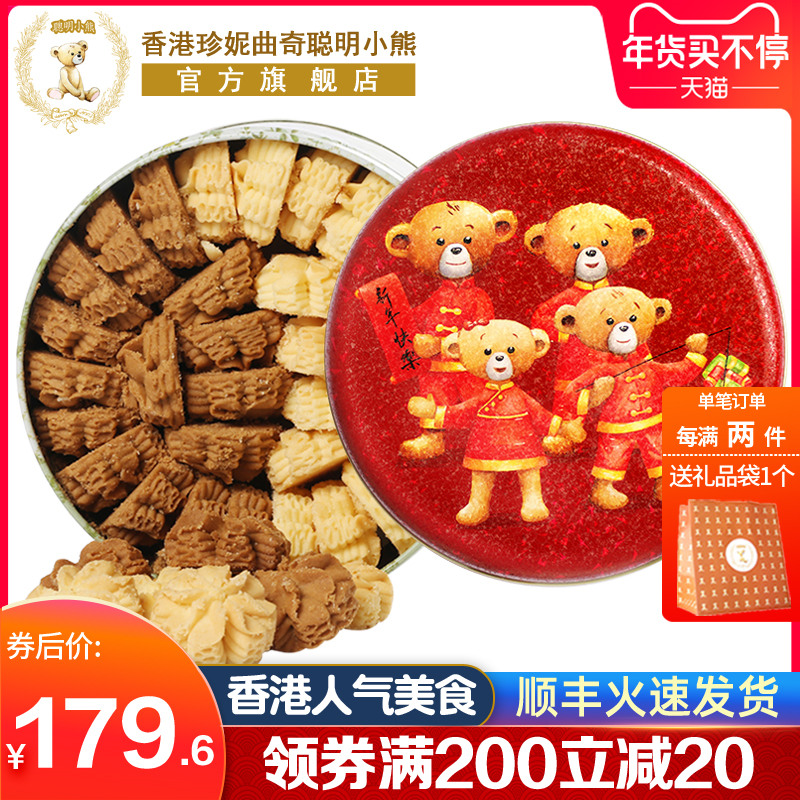 聪明小熊
香港珍妮曲奇聪明小熊
官方旗舰店
年货买不停
天猫
新年快樂
单笔订单
每满 两 件
送礼品袋1个
券后价:
¥179.6
香港人气美食
顺丰火速发货
领券满200立减20